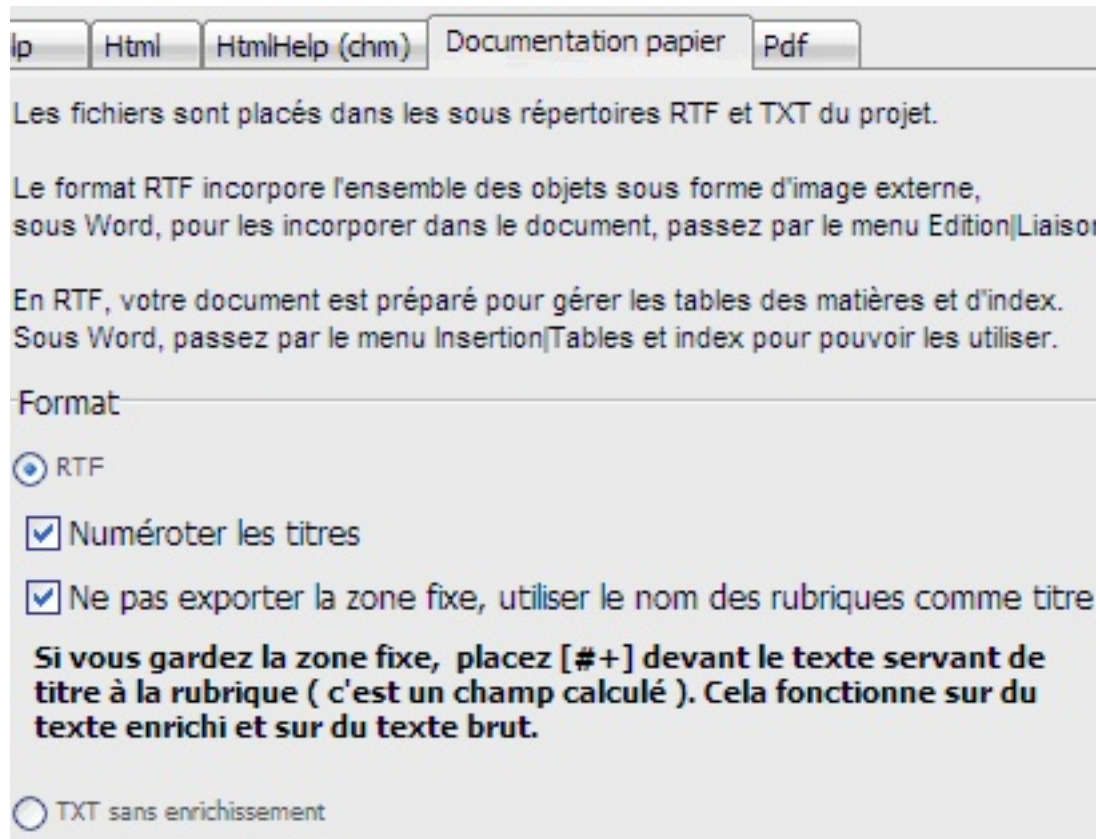 lp Html HtmlHelp (chm) Documentation papier Pdf
Les fichiers sont placés dans les sous répertoires RTF et TXT du projet.
Le format RTF incorpore l'ensemble des objets sous forme d'image externe,
sous Word, pour les incorporer dans le document, passez par le menu Edition|Liaison
En RTF, votre document est préparé pour gérer les tables des matières et d'index.
Sous Word, passez par le menu Insertion|Tables et index pour pouvoir les utiliser.
Format
RTF
Numéroter les titres
Ne pas exporter la zone fixe, utiliser le nom des rubriques comme titre
Si vous gardez la zone fixe, placez [#+] devant le texte servant de
titre à la rubrique ( c'est un champ calculé ). Cela fonctionne sur du
texte enrichi et sur du texte brut.
TXT sans enrichissement